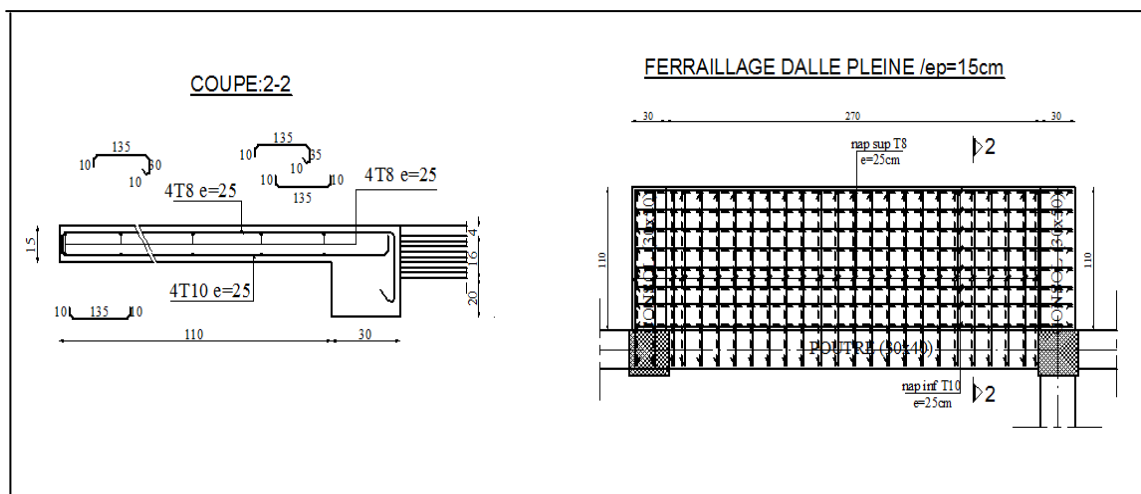 COUPE:2-2
135
10
30
10
135
10
35
10
10
10
135
4T8 e=25
4T8 e=25
15
4
16
20
4T10 e=25
10
135
10
110
30
FERRAILLAGE DALLE PLEINE /ep=15cm
30
270
30
nap sup T8
e=25cm
2
110
110
POUTRE (30x40)
nap inf T10
e=25cm
2